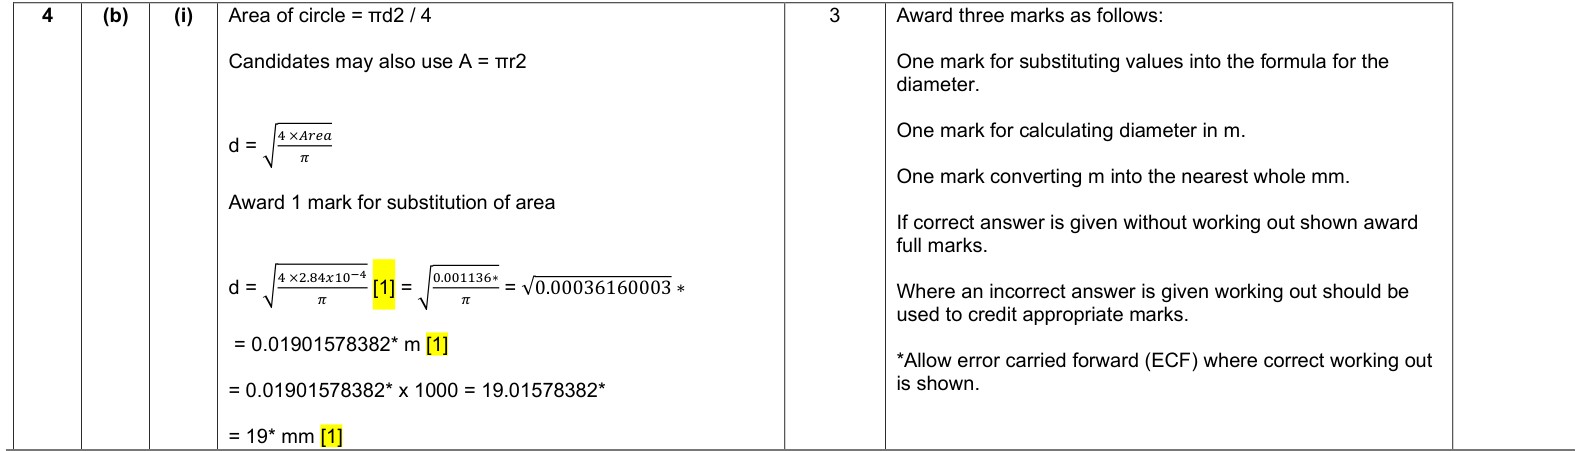 4 (b) (i) Area of circle = πd2 / 4 3 Award three marks as follows:
Candidates may also use A = πr2
One mark for substituting values into the formula for the
diameter.
d = √(4 ×Area / π)
One mark for calculating diameter in m.
One mark converting m into the nearest whole mm.
Award 1 mark for substitution of area
If correct answer is given without working out shown award
full marks.
d = √(4 ×2.84x10⁻⁴ / π) [1] = √(0.001136* / π) = √0.00036160003 *
Where an incorrect answer is given working out should be
used to credit appropriate marks.
= 0.01901578382* m [1]
*Allow error carried forward (ECF) where correct working out
is shown.
= 0.01901578382* x 1000 = 19.01578382*
= 19* mm [1]